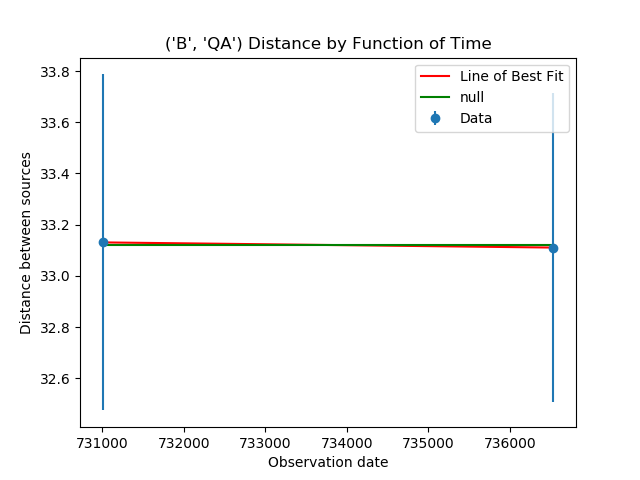 ('B', 'QA') Distance by Function of Time
Line of Best Fit
null
Data
Distance between sources
33.8
33.6
33.4
33.2
33.0
32.8
32.6
731000 732000 733000 734000 735000 736000
Observation date